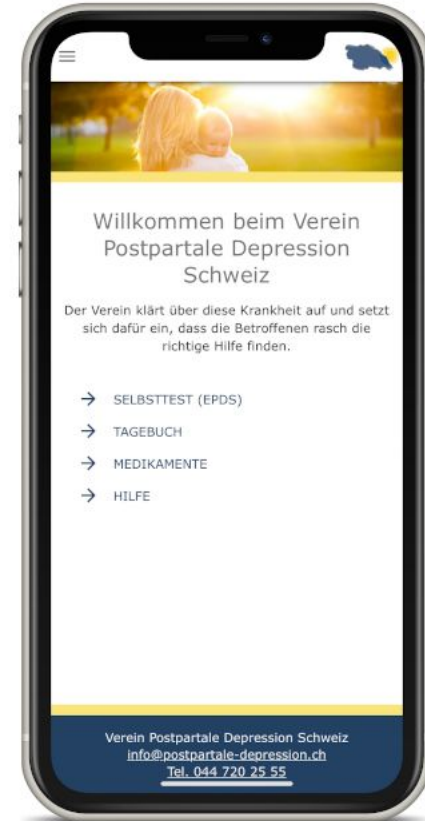 Willkommen beim Verein
Postpartale Depression
Schweiz
Der Verein klärt über diese Krankheit auf und setzt
sich dafür ein, dass die Betroffenen rasch die
richtige Hilfe finden.
→ SELBSTTEST (EPDS)
→ TAGEBUCH
→ MEDIKAMENTE
→ HILFE
Verein Postpartale Depression Schweiz
info@postpartale-depression.ch
Tel. 044 720 25 55